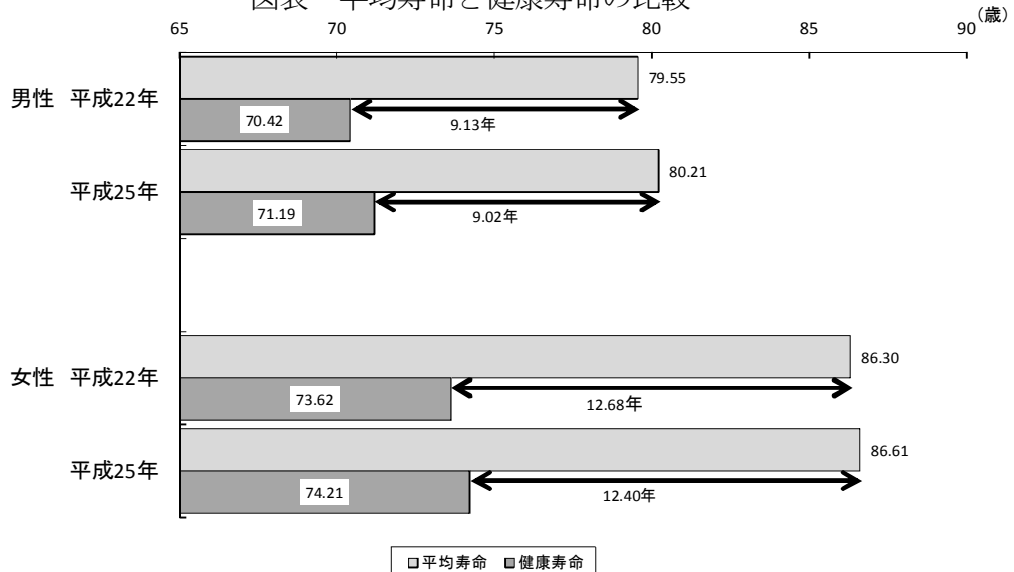 図表 平均寿命と健康寿命の比較
(歳)
65 70 75 80 85 90
男性 平成22年
79.55
70.42
9.13年
平成25年
80.21
71.19
9.02年
女性 平成22年
86.30
73.62
12.68年
平成25年
86.61
74.21
12.40年
平均寿命 健康寿命